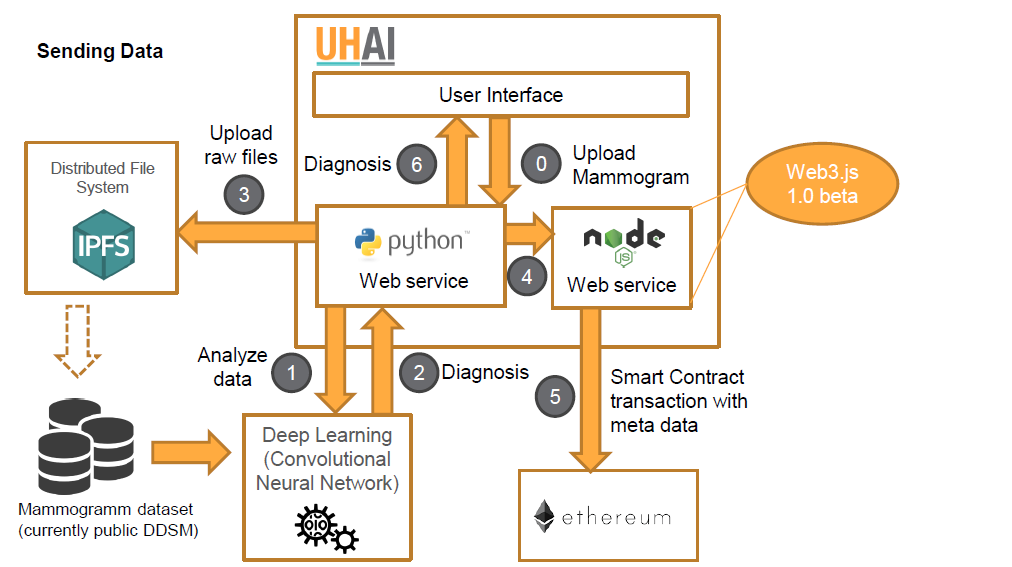 Sending Data
UHAI
User Interface
Upload
raw files
3
Diagnosis
6
0
Upload
Mammogram
Web3.js
1.0 beta
Distributed File
System
IPFS
python™
Web service
4
node
JS
Web service
Analyze
data
1
2
Diagnosis
5
Smart Contract
transaction with
meta data
Deep Learning
(Convolutional
Neural Network)
Mammogramm dataset
(currently public DDSM)
ethereum